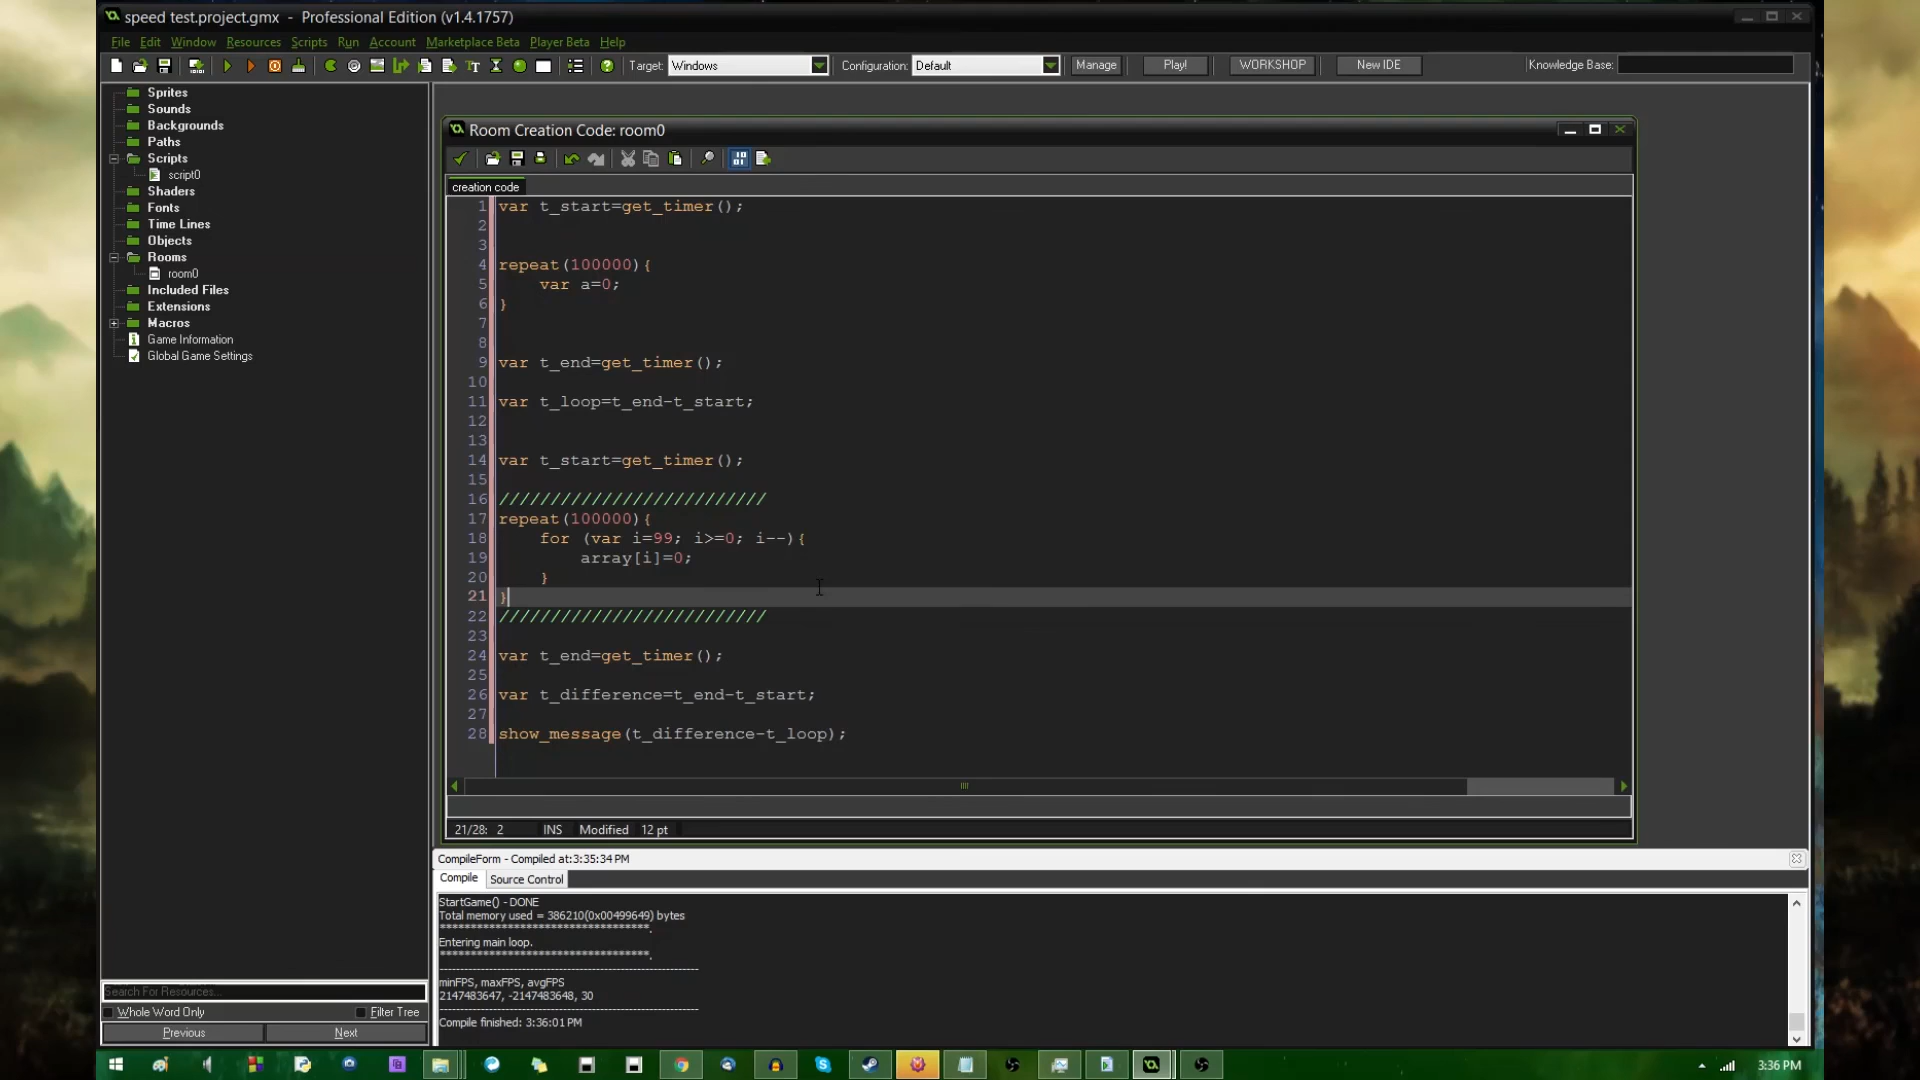 speed test.project.gmx - Professional Edition (v1.4.1757)
File Edit Window Resources Scripts Run Account Marketplace Beta Player Beta Help
Target: Windows Configuration: Default Manage Play! WORKSHOP New IDE Knowledge Base:
Sprites
Sounds
Backgrounds
Paths
Scripts
script0
Shaders
Fonts
Time Lines
Objects
Rooms
room0
Included Files
Extensions
Macros
Game Information
Global Game Settings
Search For Resources...
Whole Word Only Filter Tree
Previous Next
Room Creation Code: room0
creation code
1 var t_start=get_timer();
2
3
4 repeat(100000){
5 var a=0;
6 }
7
8
9 var t_end=get_timer();
10
11 var t_loop=t_end-t_start;
12
13
14 var t_start=get_timer();
15
16 //////////////////////////
17 repeat(100000){
18 for (var i=99; i>=0; i--){
19 array[i]=0;
20 }
21 }
22 //////////////////////////
23
24 var t_end=get_timer();
25
26 var t_difference=t_end-t_start;
27
28 show_message(t_difference-t_loop);
21/28: 2 INS Modified 12 pt
CompileForm - Compiled at:3:35:34 PM
Compile Source Control
StartGame() - DONE
Total memory used = 386210(0x00499649) bytes
**********************************.
Entering main loop.
**********************************.
----------------------------------------------------------------
minFPS, maxFPS, avgFPS
2147483647, -2147483648, 30
----------------------------------------------------------------
Compile finished: 3:36:01 PM
3:36 PM